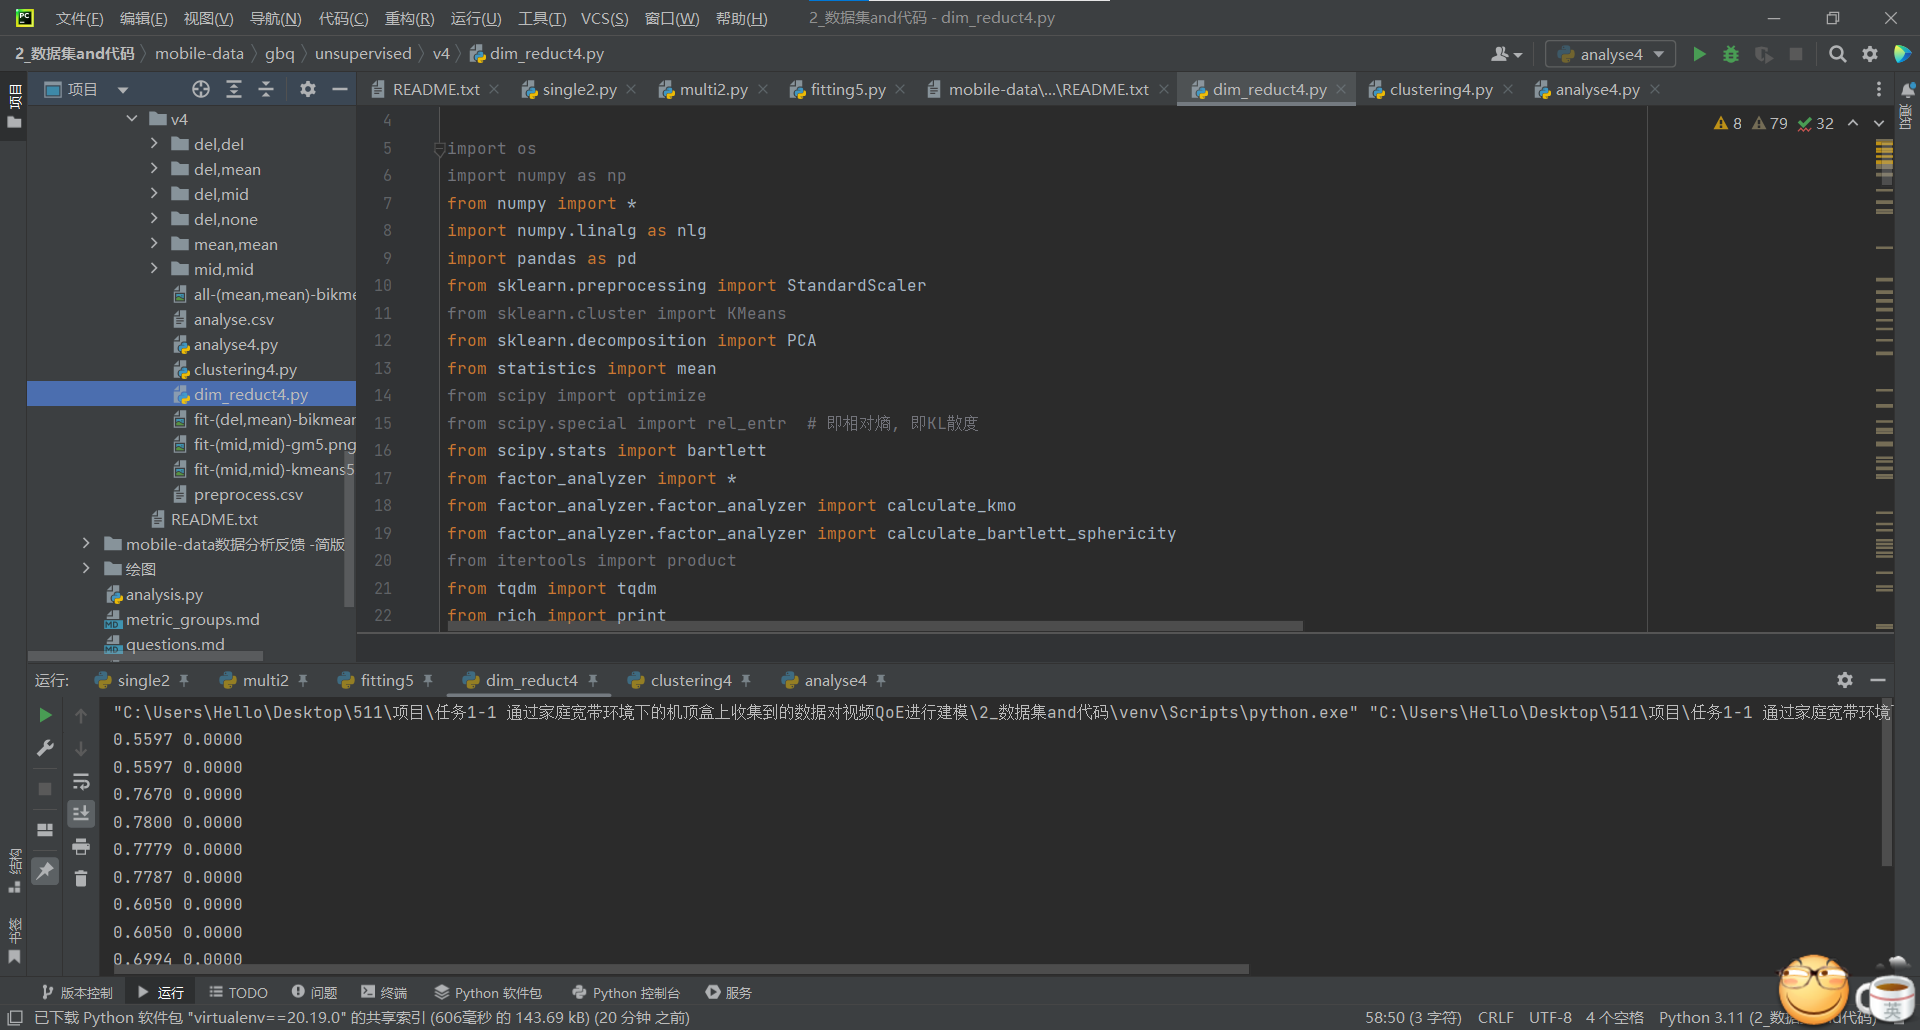 文件(F) 编辑(E) 视图(V) 导航(N) 代码(C) 重构(R) 运行(U) 工具(T) VCS(S) 窗口(W) 帮助(H) 2_数据集and代码 - dim_reduct4.py
2_数据集and代码 mobile-data gbq unsupervised v4 dim_reduct4.py analyse4
项目 README.txt single2.py multi2.py fitting5.py mobile-data\...\README.txt dim_reduct4.py clustering4.py analyse4.py
项目
通知
v4
del,del
del,mean
del,mid
del,none
mean,mean
mid,mid
all-(mean,mean)-bikme
analyse.csv
analyse4.py
clustering4.py
dim_reduct4.py
fit-(del,mean)-bikmear
fit-(mid,mid)-gm5.png
fit-(mid,mid)-kmeans5
preprocess.csv
README.txt
mobile-data数据分析反馈 -简版
绘图
analysis.py
metric_groups.md
questions.md
8 79 32
4
5 import os
6 import numpy as np
7 from numpy import *
8 import numpy.linalg as nlg
9 import pandas as pd
10 from sklearn.preprocessing import StandardScaler
11 from sklearn.cluster import KMeans
12 from sklearn.decomposition import PCA
13 from statistics import mean
14 from scipy import optimize
15 from scipy.special import rel_entr  # 即相对熵, 即KL散度
16 from scipy.stats import bartlett
17 from factor_analyzer import *
18 from factor_analyzer.factor_analyzer import calculate_kmo
19 from factor_analyzer.factor_analyzer import calculate_bartlett_sphericity
20 from itertools import product
21 from tqdm import tqdm
22 from rich import print
运行: single2 multi2 fitting5 dim_reduct4 clustering4 analyse4
"C:\Users\Hello\Desktop\511\项目\任务1-1 通过家庭宽带环境下的机顶盒上收集到的数据对视频QoE进行建模\2_数据集and代码\venv\Scripts\python.exe" "C:\Users\Hello\Desktop\511\项目\任务1-1 通过家庭宽带环境
0.5597 0.0000
0.5597 0.0000
0.7670 0.0000
0.7800 0.0000
0.7779 0.0000
0.7787 0.0000
0.6050 0.0000
0.6050 0.0000
0.6994 0.0000
结构
书签
版本控制 运行 TODO 问题 终端 Python 软件包 Python 控制台 服务
已下载 Python 软件包 "virtualenv==20.19.0" 的共享索引 (606毫秒 的 143.69 kB) (20 分钟 之前) 58:50 (3 字符) CRLF UTF-8 4 个空格 Python 3.11 (2_数据集and代码)
英